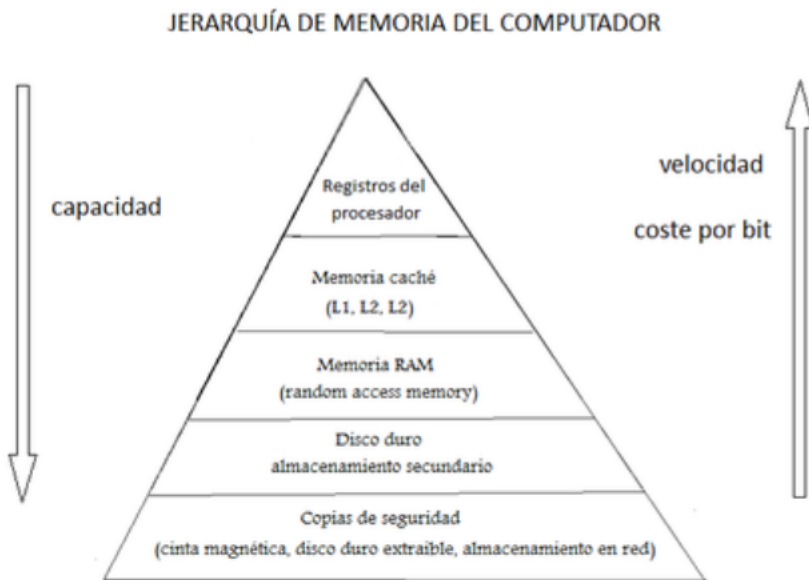 JERARQUÍA DE MEMORIA DEL COMPUTADOR
capacidad
velocidad
coste por bit
Registros del
procesador
Memoria caché
(L1, L2, L2)
Memoria RAM
(random access memory)
Disco duro
almacenamiento secundario
Copias de seguridad
(cinta magnética, disco duro extraible, almacenamiento en red)